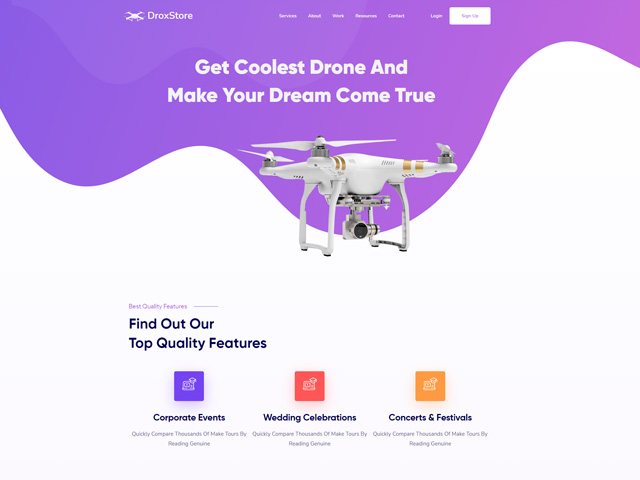 DroxStore
Services About Work Resources Contact Login Sign Up
Get Coolest Drone And
Make Your Dream Come True
Best Quality Features
Find Out Our
Top Quality Features
Corporate Events
Quickly Compare Thousands Of Make Tours By
Reading Genuine
Wedding Celebrations
Quickly Compare Thousands Of Make Tours By
Reading Genuine
Concerts & Festivals
Quickly Compare Thousands Of Make Tours By
Reading Genuine